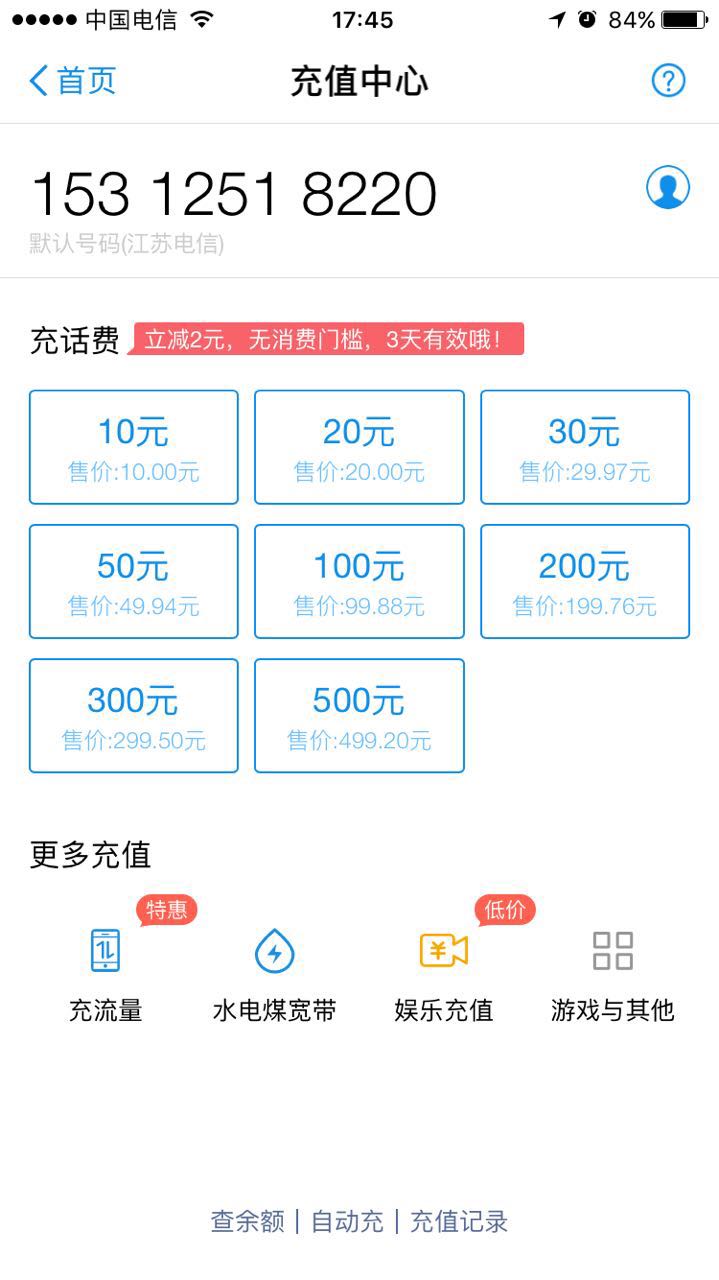 中国电信 17:45 84%
首页 充值中心
153 1251 8220
默认号码(江苏电信)
充话费 立减2元，无消费门槛，3天有效哦！
10元 20元 30元
售价:10.00元 售价:20.00元 售价:29.97元
50元 100元 200元
售价:49.94元 售价:99.88元 售价:199.76元
300元 500元
售价:299.50元 售价:499.20元
更多充值
特惠 低价
充流量 水电煤宽带 娱乐充值 游戏与其他
查余额 | 自动充 | 充值记录